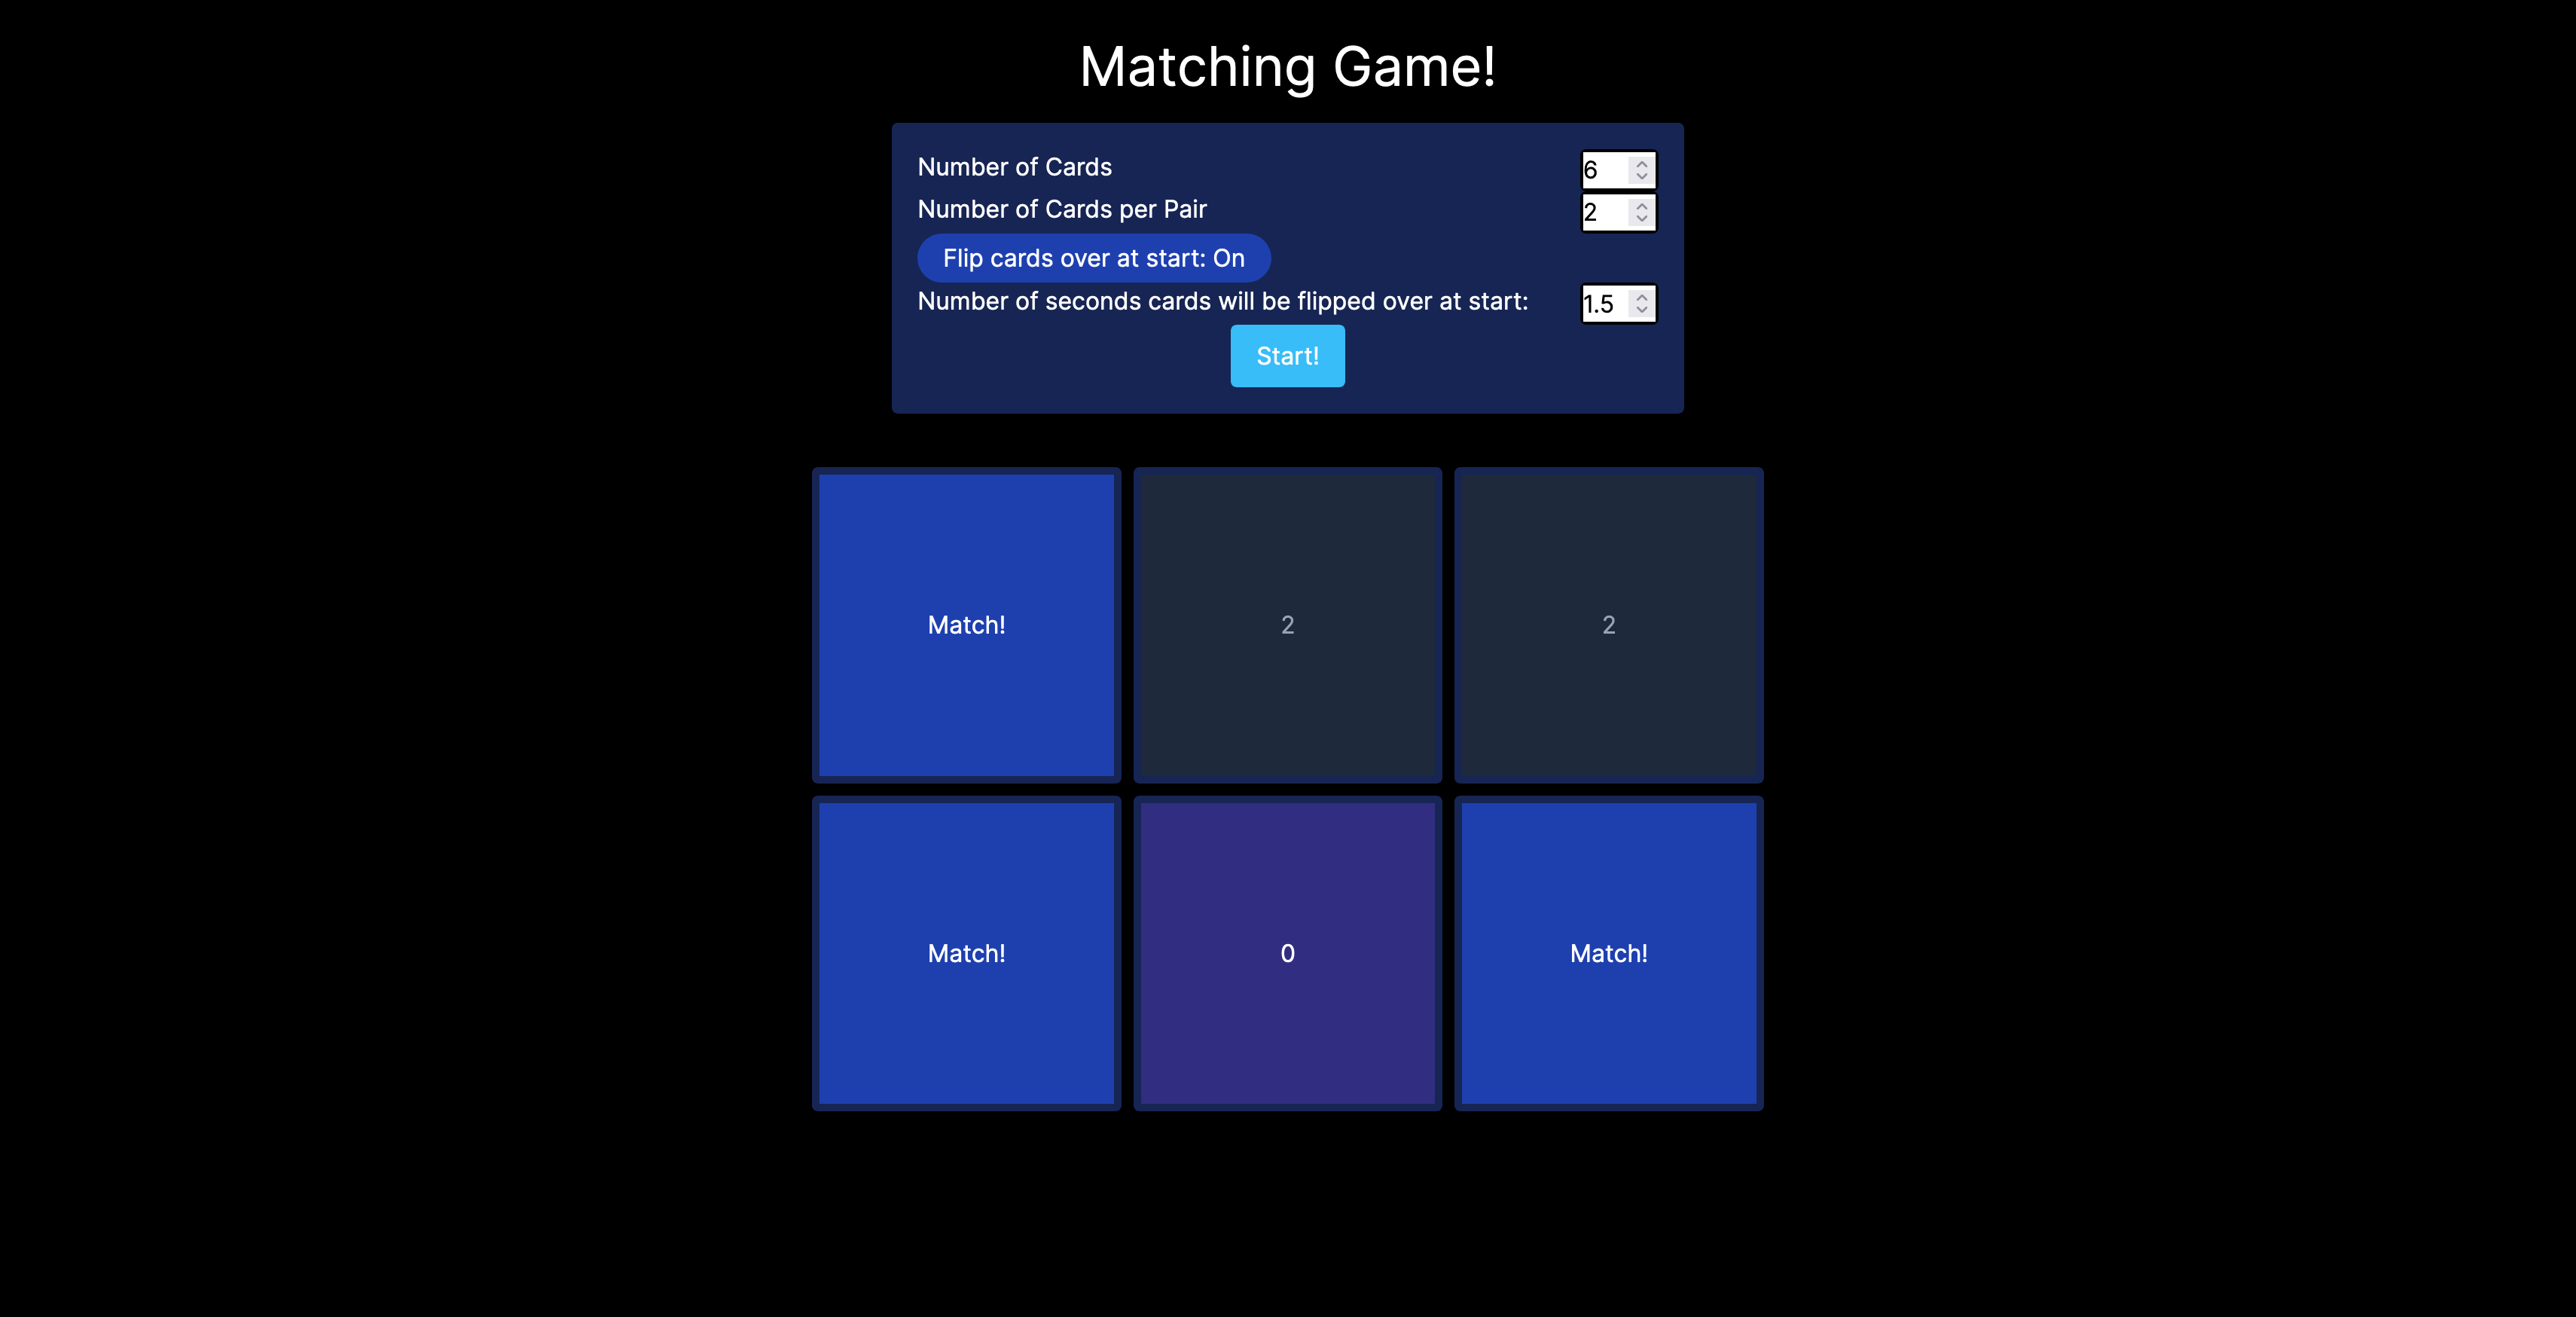 Matching Game!
Number of Cards 6
Number of Cards per Pair 2
Flip cards over at start: On
Number of seconds cards will be flipped over at start: 1.5
Start!
Match! 2 2
Match! 0 Match!